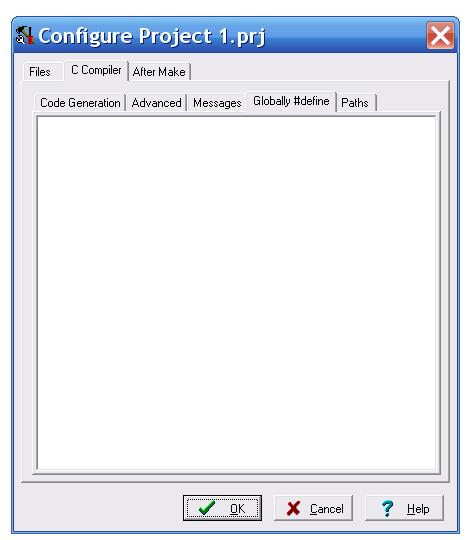 Configure Project 1.prj
Files C Compiler After Make
Code Generation Advanced Messages Globally #define Paths
OK Cancel ? Help